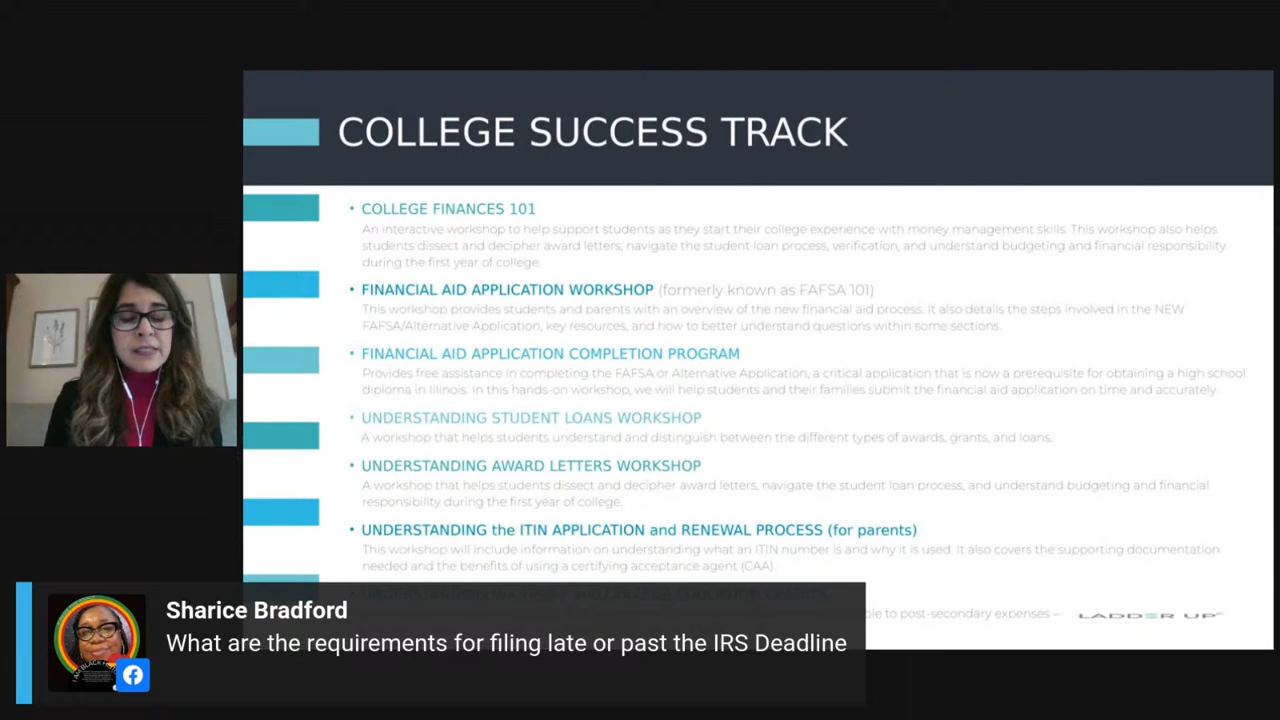 COLLEGE SUCCESS TRACK
• COLLEGE FINANCES 101
An interactive workshop to help support students as they start their college experience with money management skills. This workshop also helps
students dissect and decipher award letters, navigate the student loan process, verification, and understand budgeting and financial responsibility
during the first year of college.
• FINANCIAL AID APPLICATION WORKSHOP (formerly known as FAFSA 101)
This workshop provides students and parents with an overview of the new financial aid process. It also details the steps involved in the NEW
FAFSA/Alternative Application, key resources, and how to better understand questions within some sections.
• FINANCIAL AID APPLICATION COMPLETION PROGRAM
Provides free assistance in completing the FAFSA or Alternative Application, a critical application that is now a prerequisite for obtaining a high school
diploma in Illinois. In this hands-on workshop, we will help students and their families submit the financial aid application on time and accurately.
• UNDERSTANDING STUDENT LOANS WORKSHOP
A workshop that helps students understand and distinguish between the different types of awards, grants, and loans.
• UNDERSTANDING AWARD LETTERS WORKSHOP
A workshop that helps students dissect and decipher award letters, navigate the student loan process, and understand budgeting and financial
responsibility during the first year of college.
• UNDERSTANDING the ITIN APPLICATION and RENEWAL PROCESS (for parents)
This workshop will include information on understanding what an ITIN number is and why it is used. It also covers the supporting documentation
needed and the benefits of using a certifying acceptance agent (CAA).
to post-secondary expenses –
LADDER UP
Sharice Bradford
What are the requirements for filing late or past the IRS Deadline